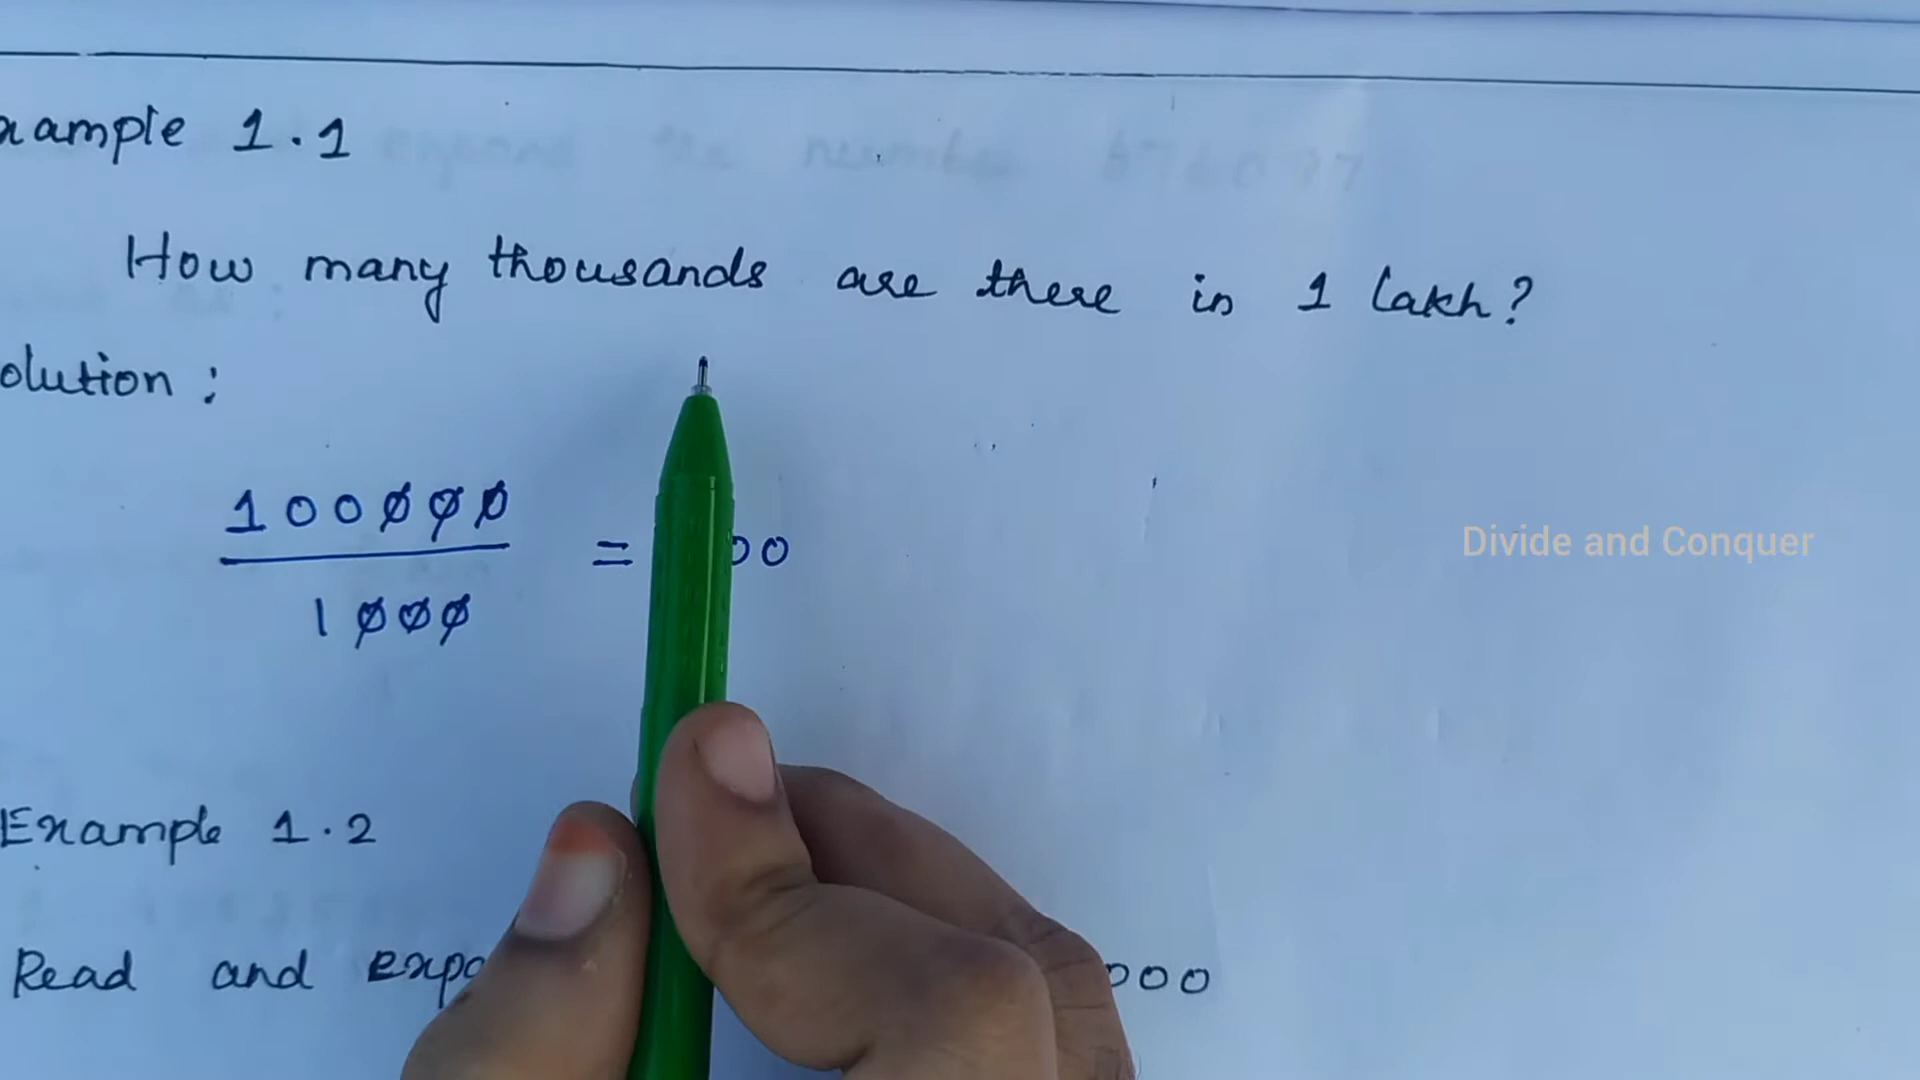 xample 1.1
How many thousands are there in 1 lakh?
olution :
100000
= 00
1000
Divide and Conquer
Example 1.2
Read and expa 000